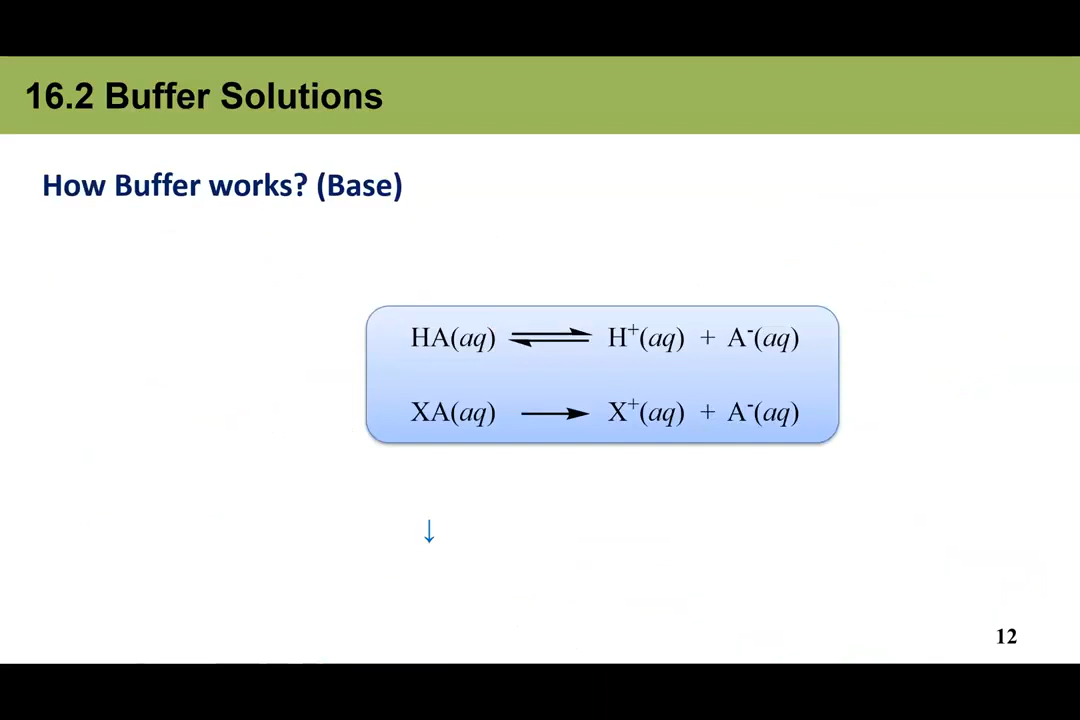 16.2 Buffer Solutions
How Buffer works? (Base)
HA(aq) ⇌ H⁺(aq) + A⁻(aq)
XA(aq) ⟶ X⁺(aq) + A⁻(aq)
↓
12